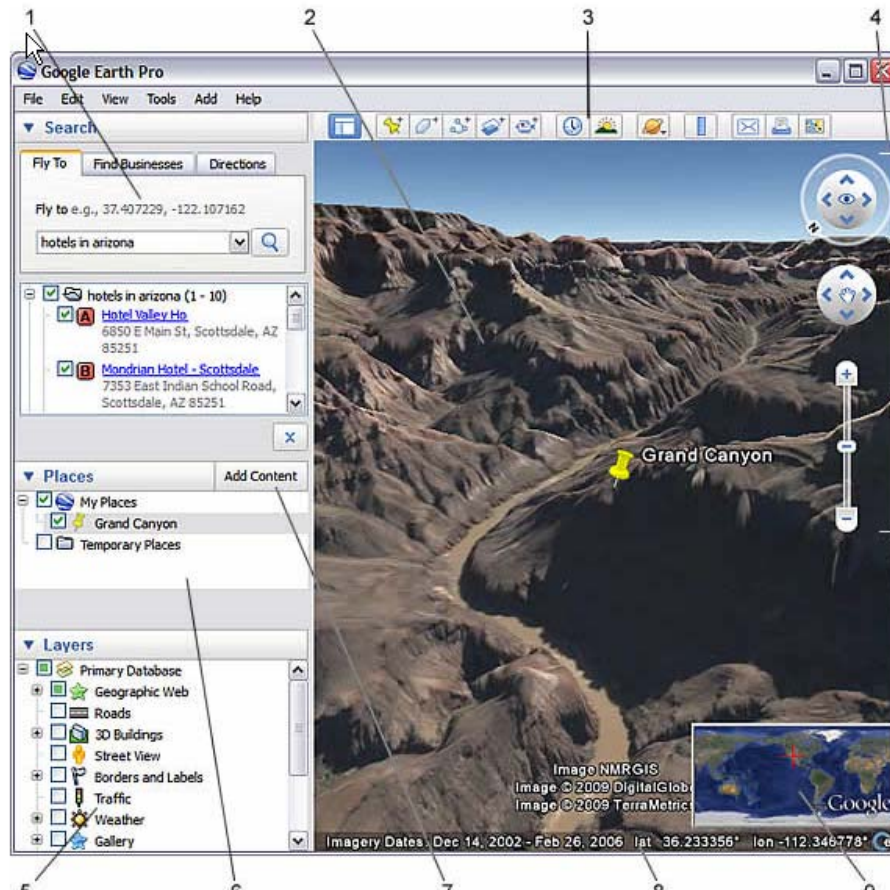 1 2 3 4
Google Earth Pro
File Edit View Tools Add Help
Search
Fly To Find Businesses Directions
Fly to e.g., 37.407229, -122.107162
hotels in arizona
hotels in arizona (1 - 10)
A Hotel Valley Ho
6850 E Main St, Scottsdale, AZ
85251
B Mondrian Hotel - Scottsdale
7353 East Indian School Road,
Scottsdale, AZ 85251
Places Add Content
My Places
Grand Canyon
Temporary Places
Layers
Primary Database
Geographic Web
Roads
3D Buildings
Street View
Borders and Labels
Traffic
Weather
Gallery
N
Grand Canyon
Image NMRGIS
Image © 2009 DigitalGlobe
Image © 2009 TerraMetrics
Google
Imagery Dates: Dec 14, 2002 - Feb 26, 2006 lat 36.233356° lon -112.346778°
5 6 7 8 9